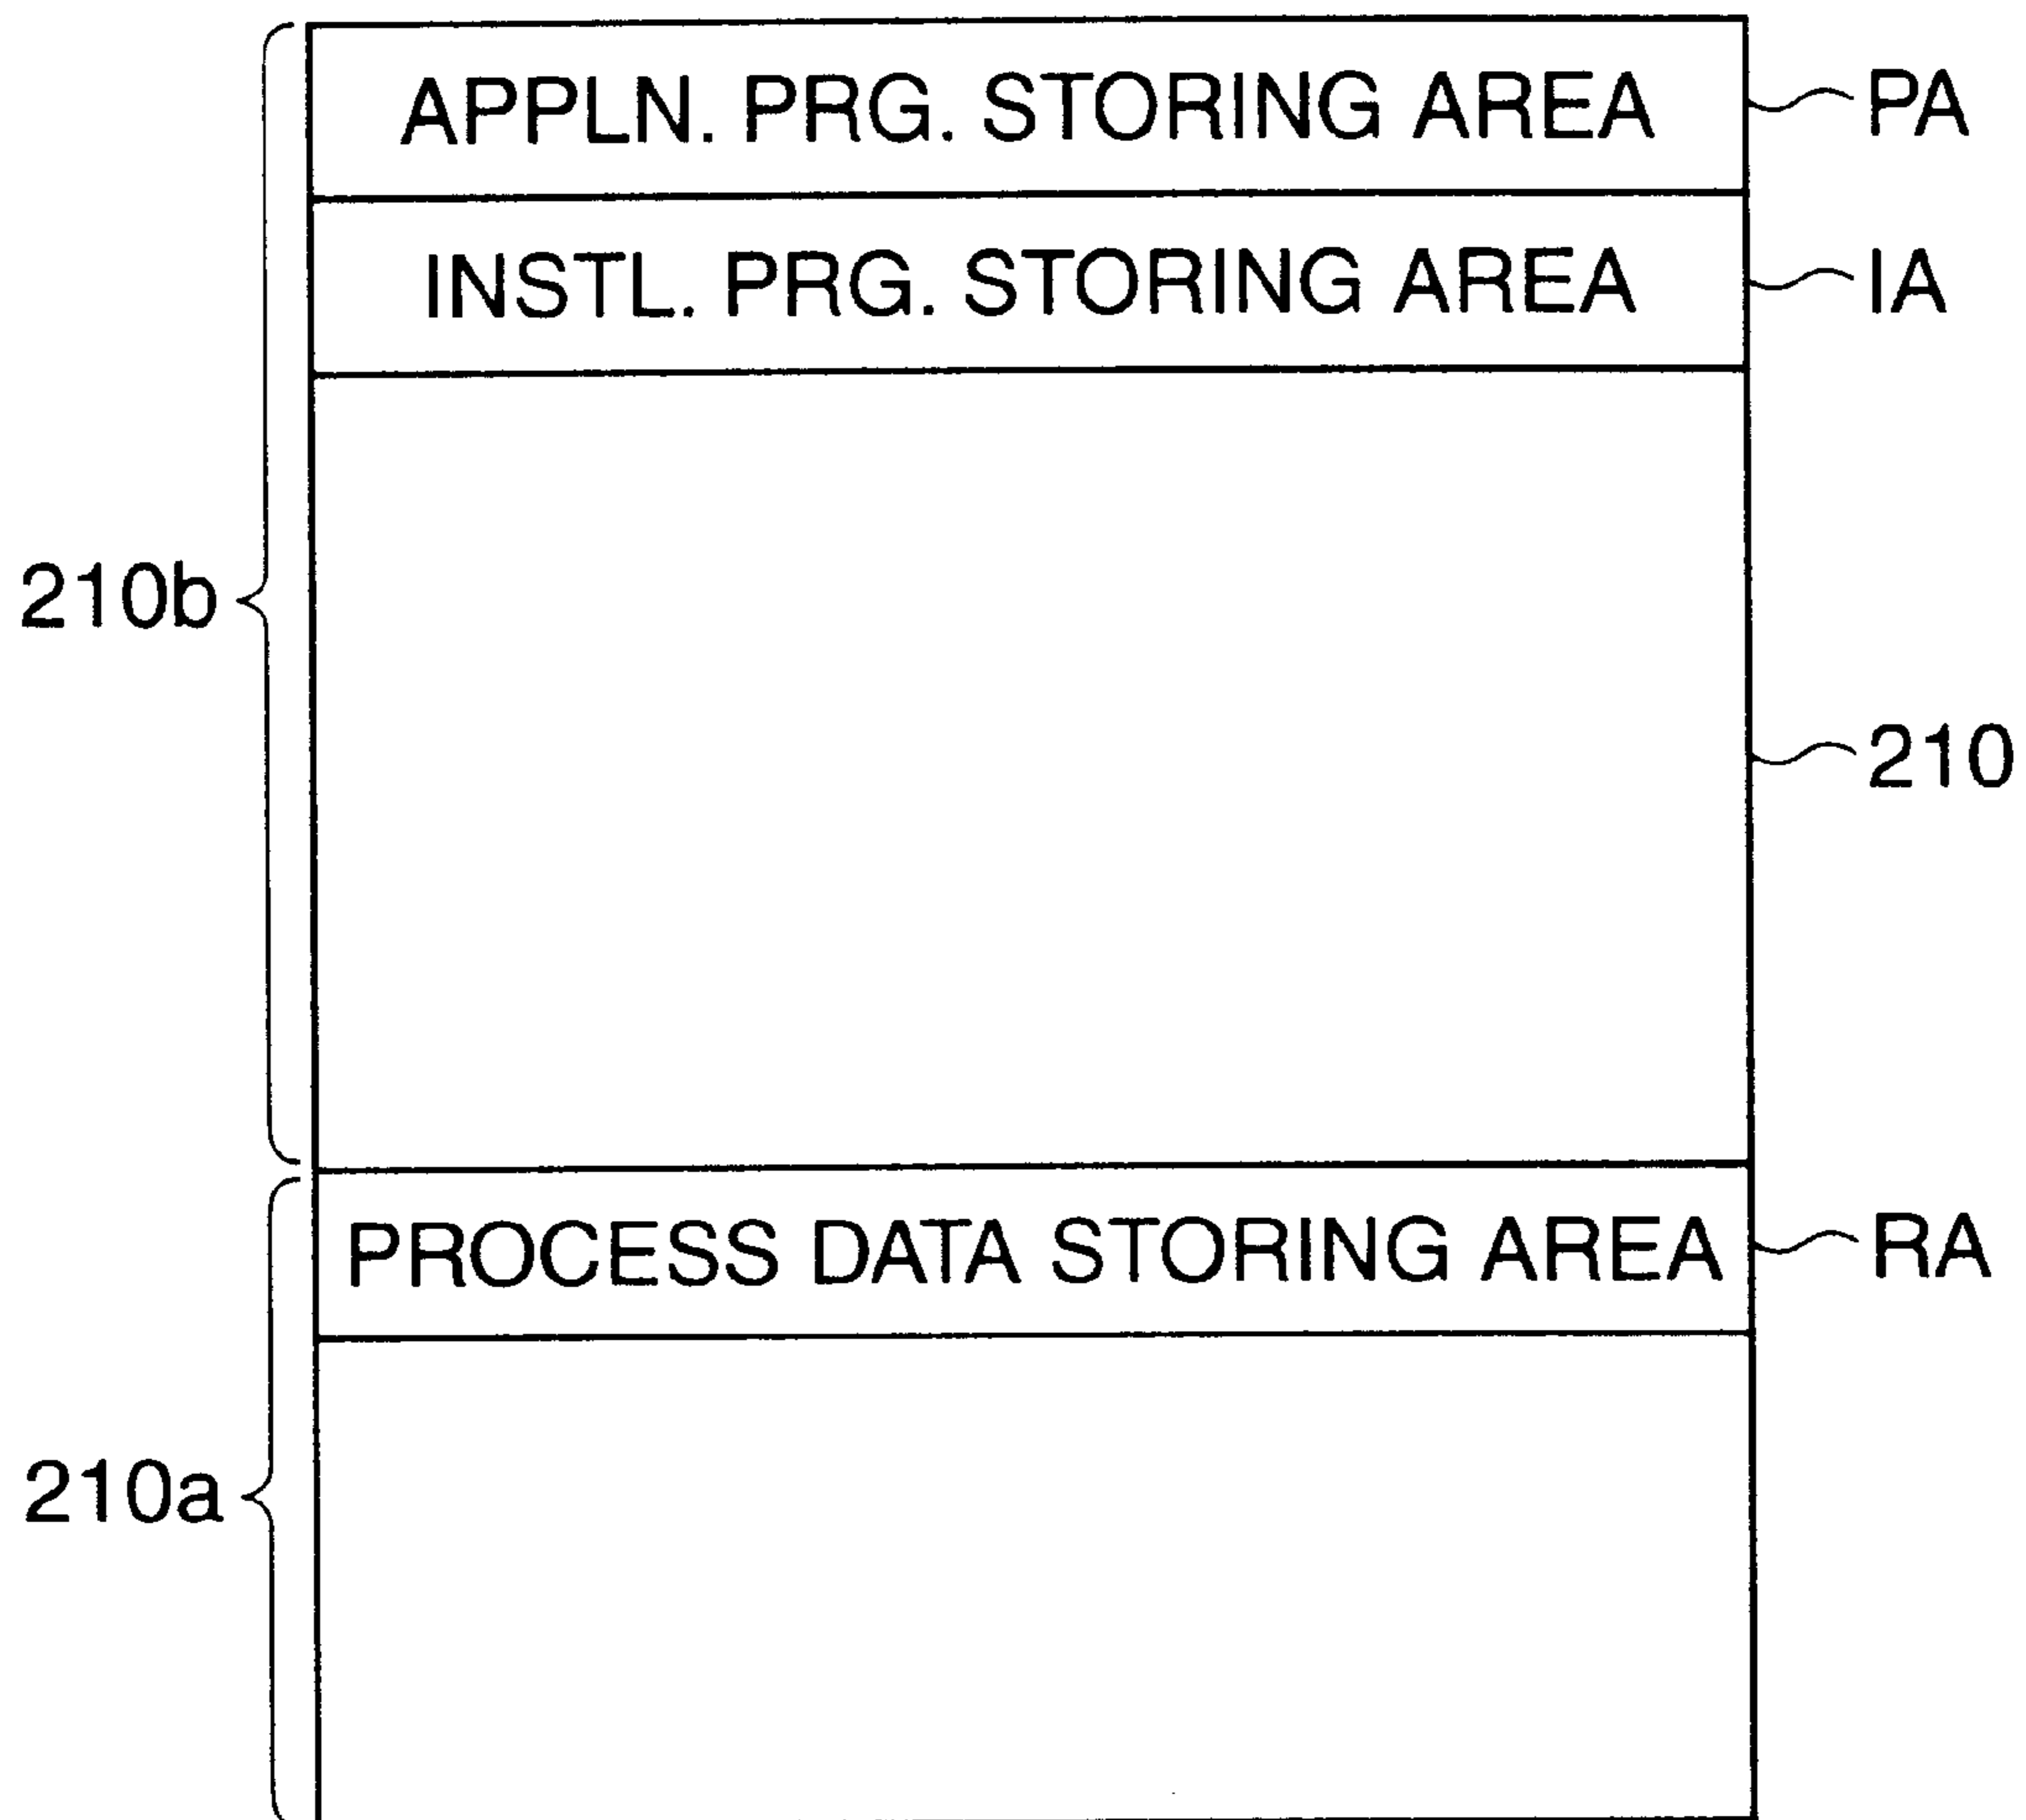 APPLN. PRG. STORING AREA
PA
INSTL. PRG. STORING AREA
IA
210b
210
PROCESS DATA STORING AREA
RA
210a